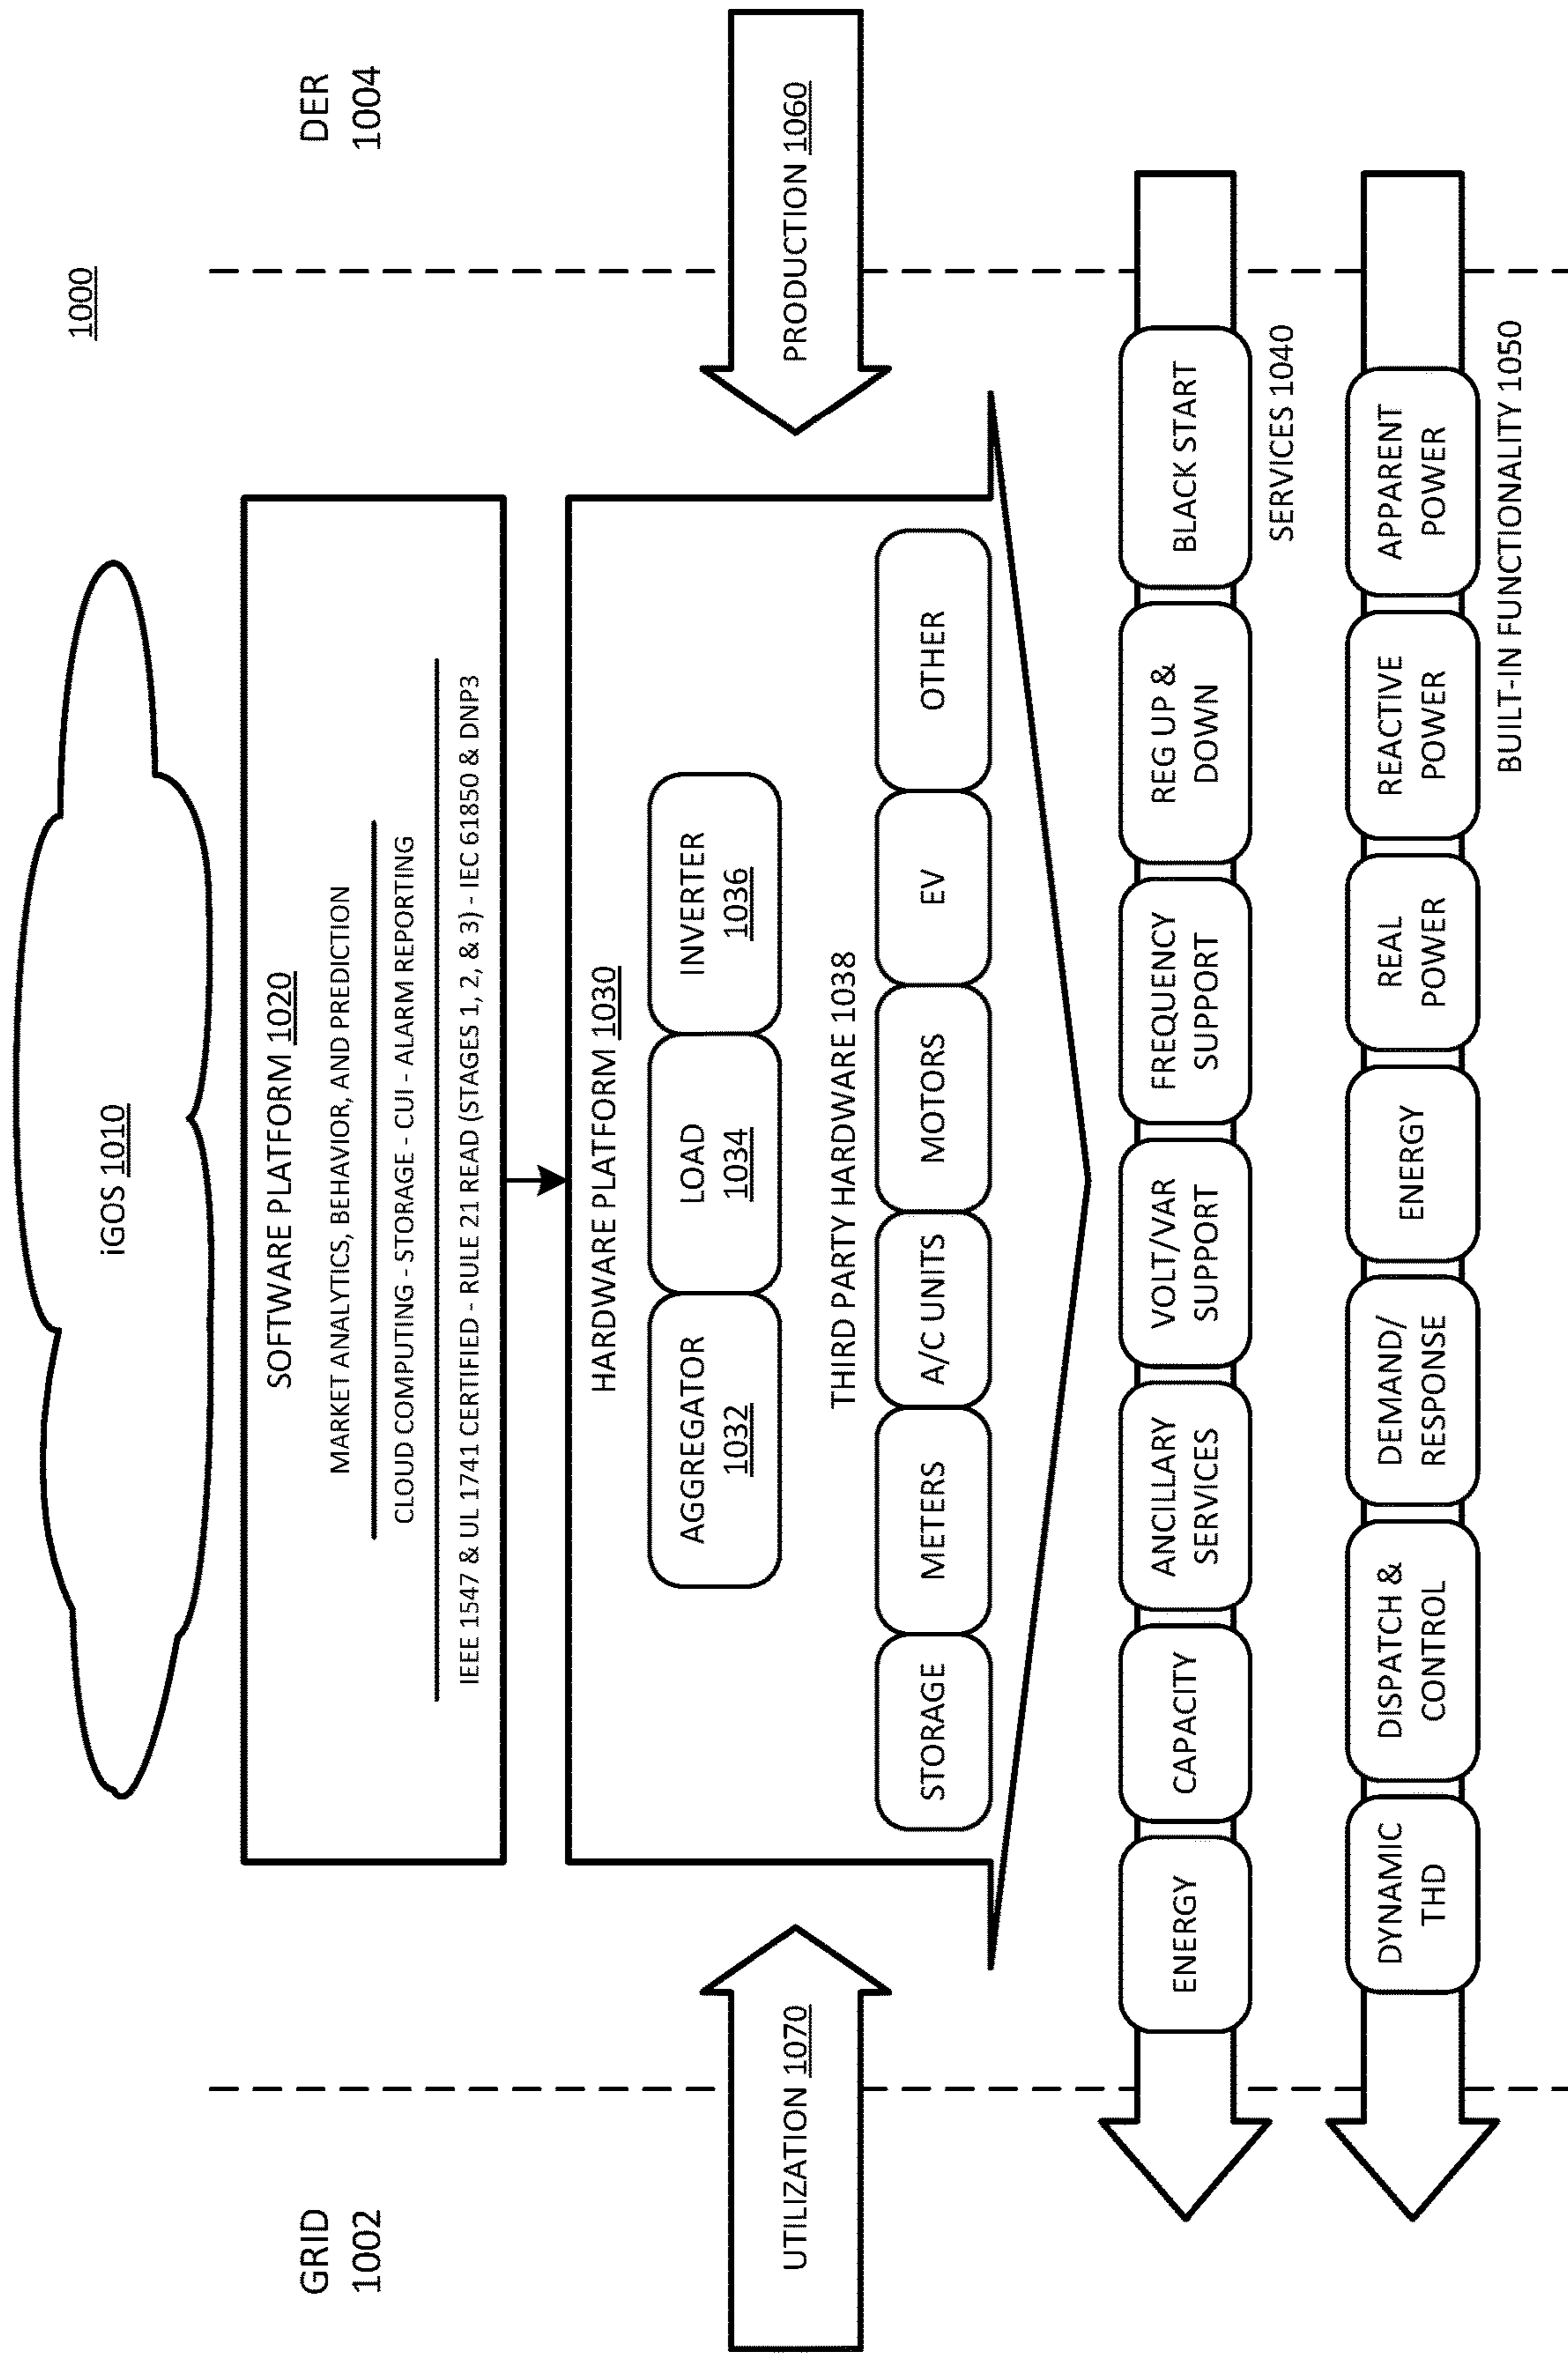 1000
iGOS 1010
GRID
1002
DER
1004
SOFTWARE PLATFORM 1020
MARKET ANALYTICS, BEHAVIOR, AND PREDICTION
CLOUD COMPUTING - STORAGE - CUI - ALARM REPORTING
IEEE 1547 & UL 1741 CERTIFIED - RULE 21 READ (STAGES 1, 2, & 3) - IEC 61850 & DNP3
HARDWARE PLATFORM 1030
AGGREGATOR
1032
LOAD
1034
INVERTER
1036
UTILIZATION 1070
PRODUCTION 1060
THIRD PARTY HARDWARE 1038
STORAGE
METERS
A/C UNITS
MOTORS
EV
OTHER
ENERGY
CAPACITY
ANCILLARY
SERVICES
VOLT/VAR
SUPPORT
FREQUENCY
SUPPORT
REG UP &
DOWN
BLACK START
SERVICES 1040
DYNAMIC
THD
DISPATCH &
CONTROL
DEMAND/
RESPONSE
ENERGY
REAL
POWER
REACTIVE
POWER
APPARENT
POWER
BUILT-IN FUNCTIONALITY 1050